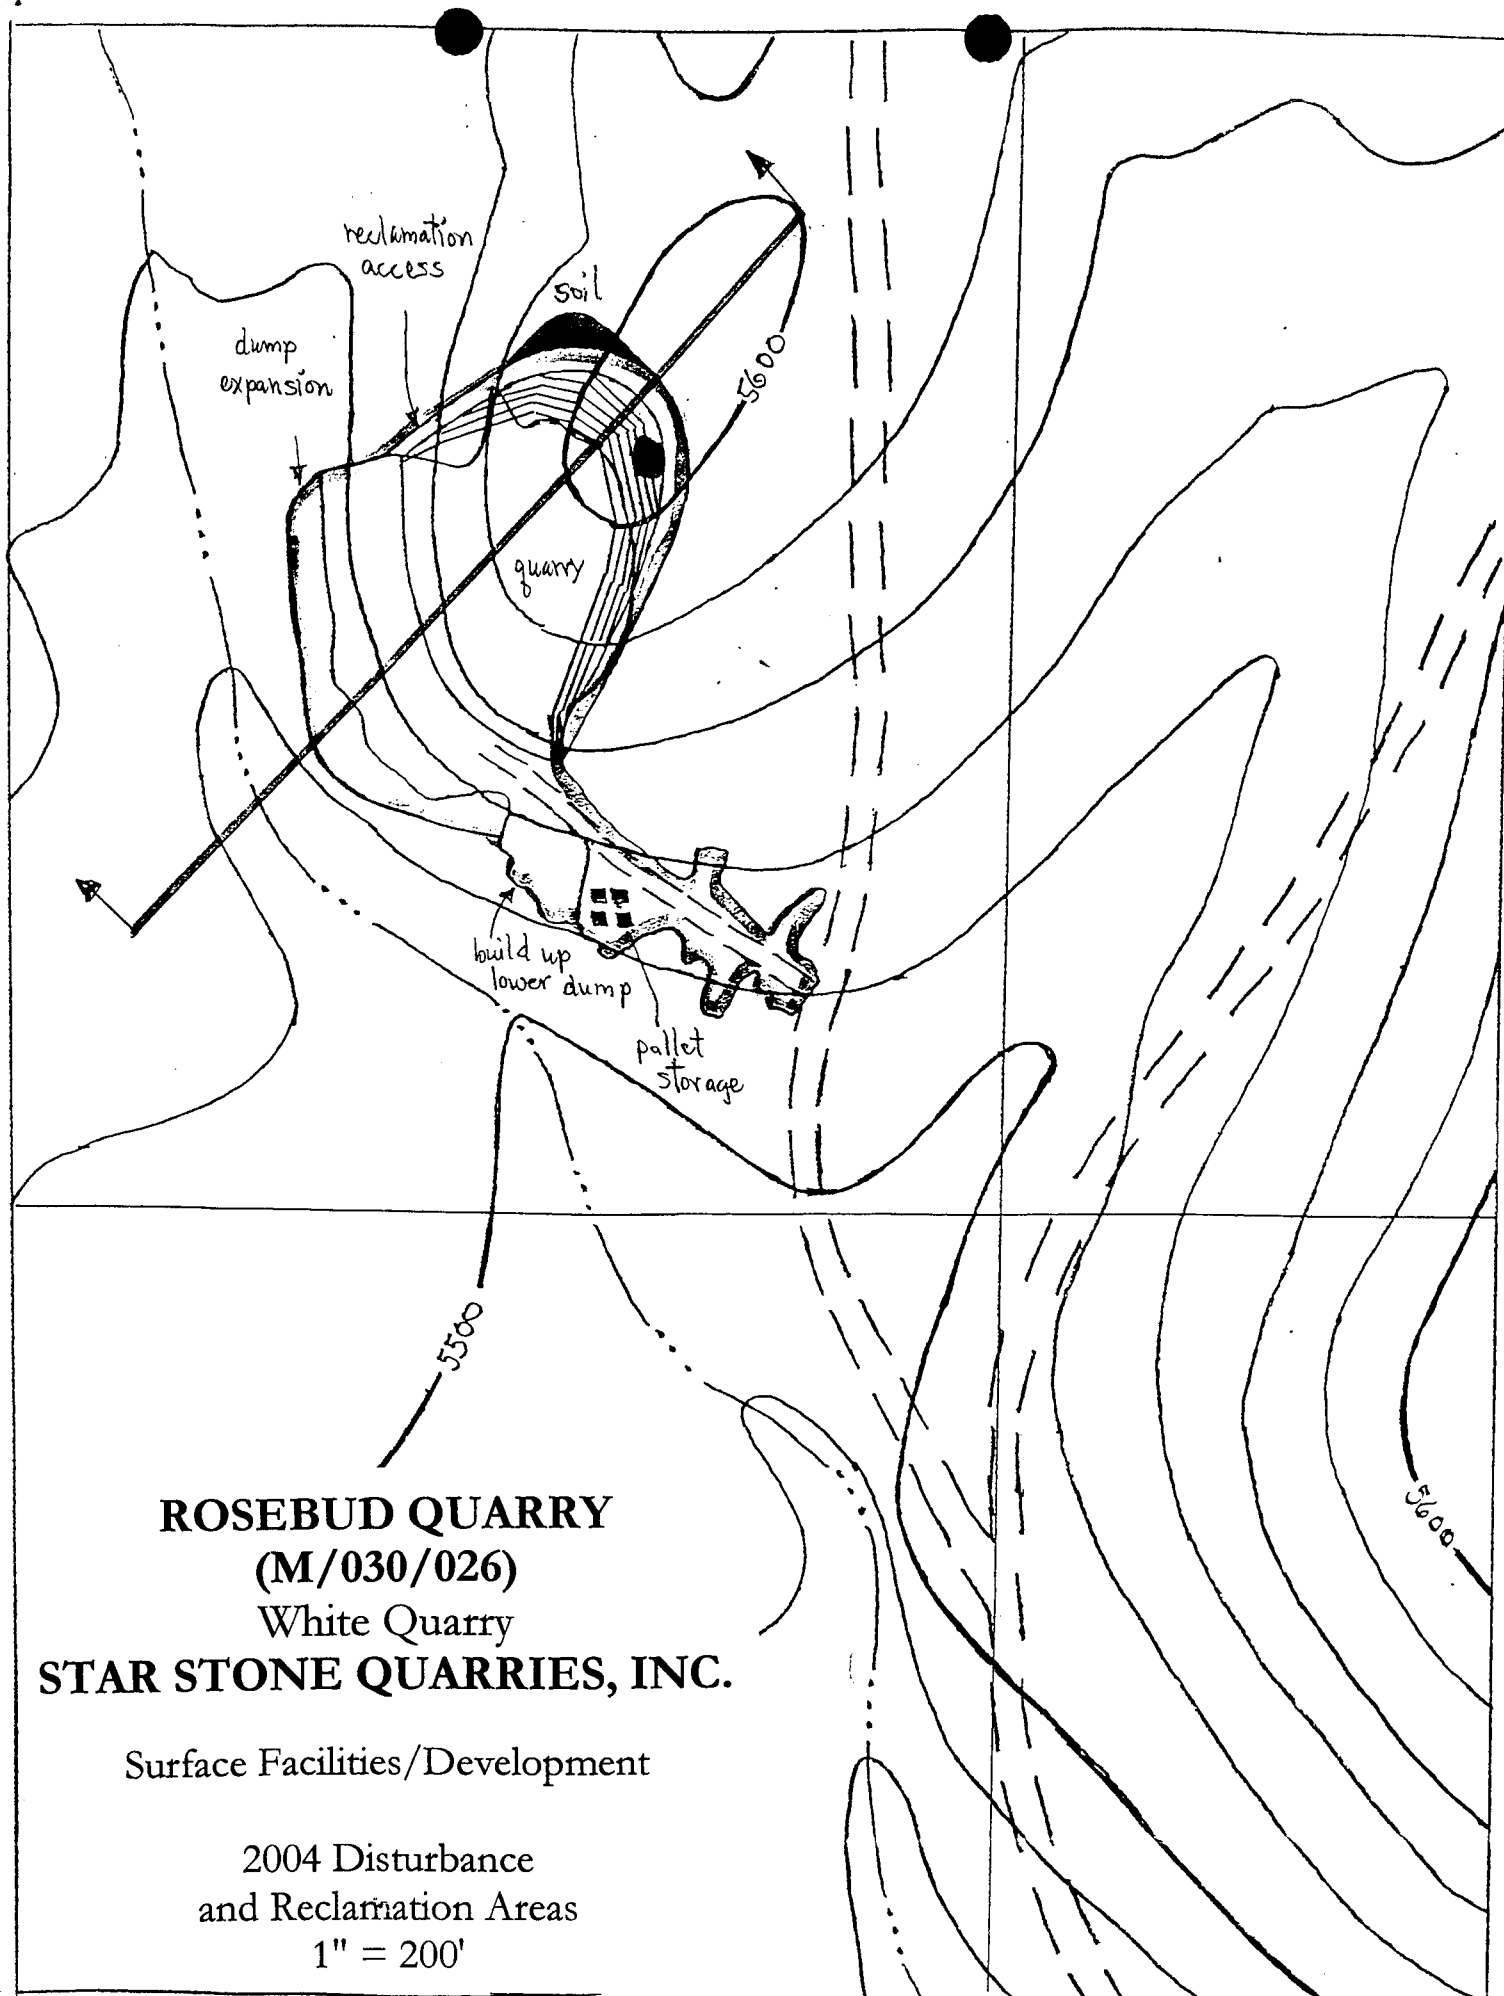 reclamation
access
soil
dump
expansion
5600
quarry
build up
lower dump
pallet
storage
5500
5600
ROSEBUD QUARRY
(M/030/026)
White Quarry
STAR STONE QUARRIES, INC.
Surface Facilities/Development
2004 Disturbance
and Reclamation Areas
1" = 200'